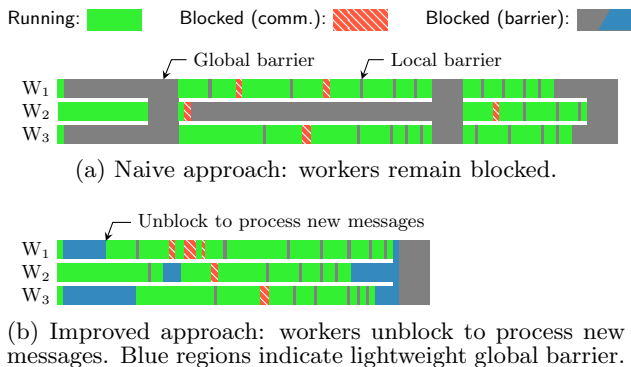 Running: Blocked (comm.): Blocked (barrier):
Global barrier Local barrier
W1
W2
W3
(a) Naive approach: workers remain blocked.
Unblock to process new messages
W1
W2
W3
(b) Improved approach: workers unblock to process new
messages. Blue regions indicate lightweight global barrier.